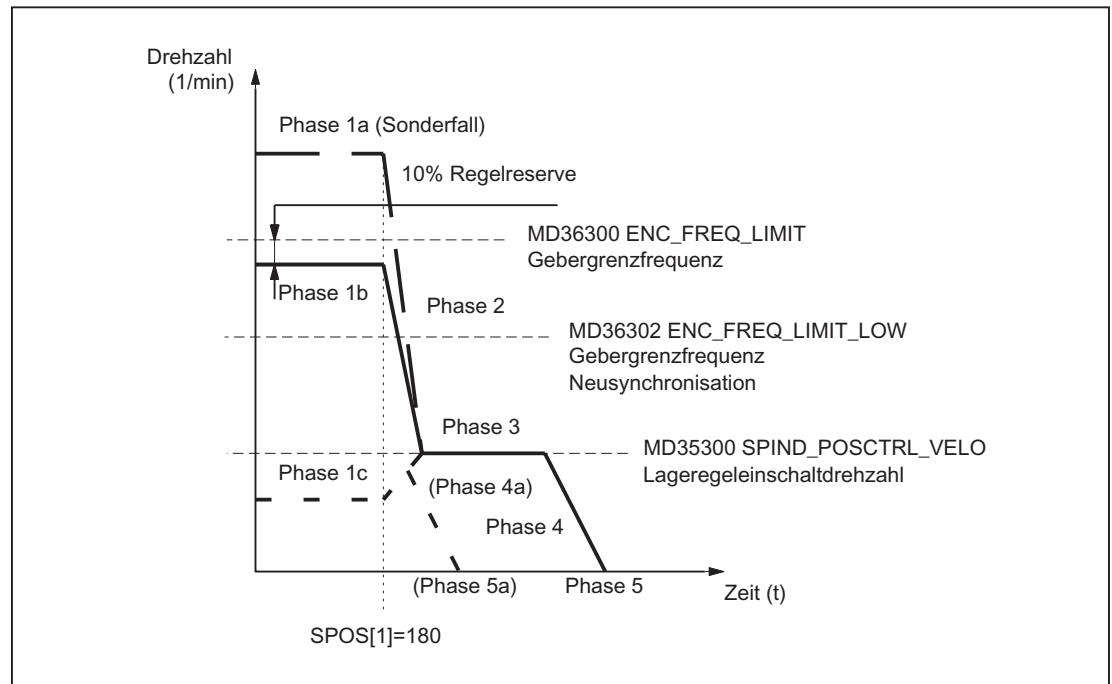 Drehzahl
(1/min)
Phase 1a (Sonderfall)
10% Regelreserve
MD36300 ENC_FREQ_LIMIT
Gebergrenzfrequenz
Phase 1b
Phase 2
MD36302 ENC_FREQ_LIMIT_LOW
Gebergrenzfrequenz
Neusynchronisation
Phase 3
MD35300 SPIND_POSCTRL_VELO
Lageregeleinschaltdrehzahl
Phase 1c
(Phase 4a)
Phase 4
(Phase 5a)
Phase 5
Zeit (t)
SPOS[1]=180